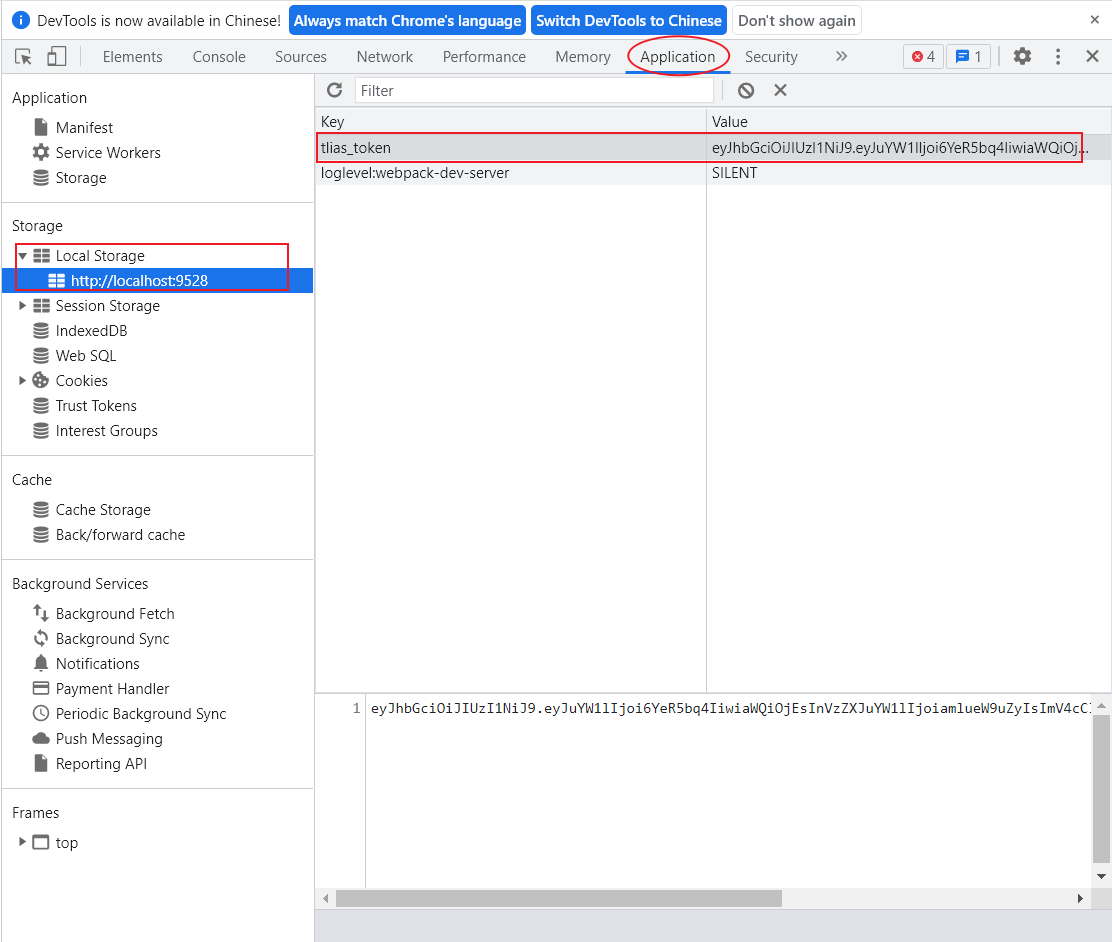 DevTools is now available in Chinese! Always match Chrome's language Switch DevTools to Chinese Don't show again
Elements Console Sources Network Performance Memory Application Security 4 1
Application
Manifest
Service Workers
Storage
Storage
Local Storage
http://localhost:9528
Session Storage
IndexedDB
Web SQL
Cookies
Trust Tokens
Interest Groups
Cache
Cache Storage
Back/forward cache
Background Services
Background Fetch
Background Sync
Notifications
Payment Handler
Periodic Background Sync
Push Messaging
Reporting API
Frames
top
Filter
Key Value
tlias_token eyJhbGciOiJIUzI1NiJ9.eyJuYW1lIjoi6YeR5bq4IiwiaWQiOj...
loglevel:webpack-dev-server SILENT
1 eyJhbGciOiJIUzI1NiJ9.eyJuYW1lIjoi6YeR5bq4IiwiaWQiOjEsInVzZXJuYW1lIjoiamlueW9uZyIsImV4cCI